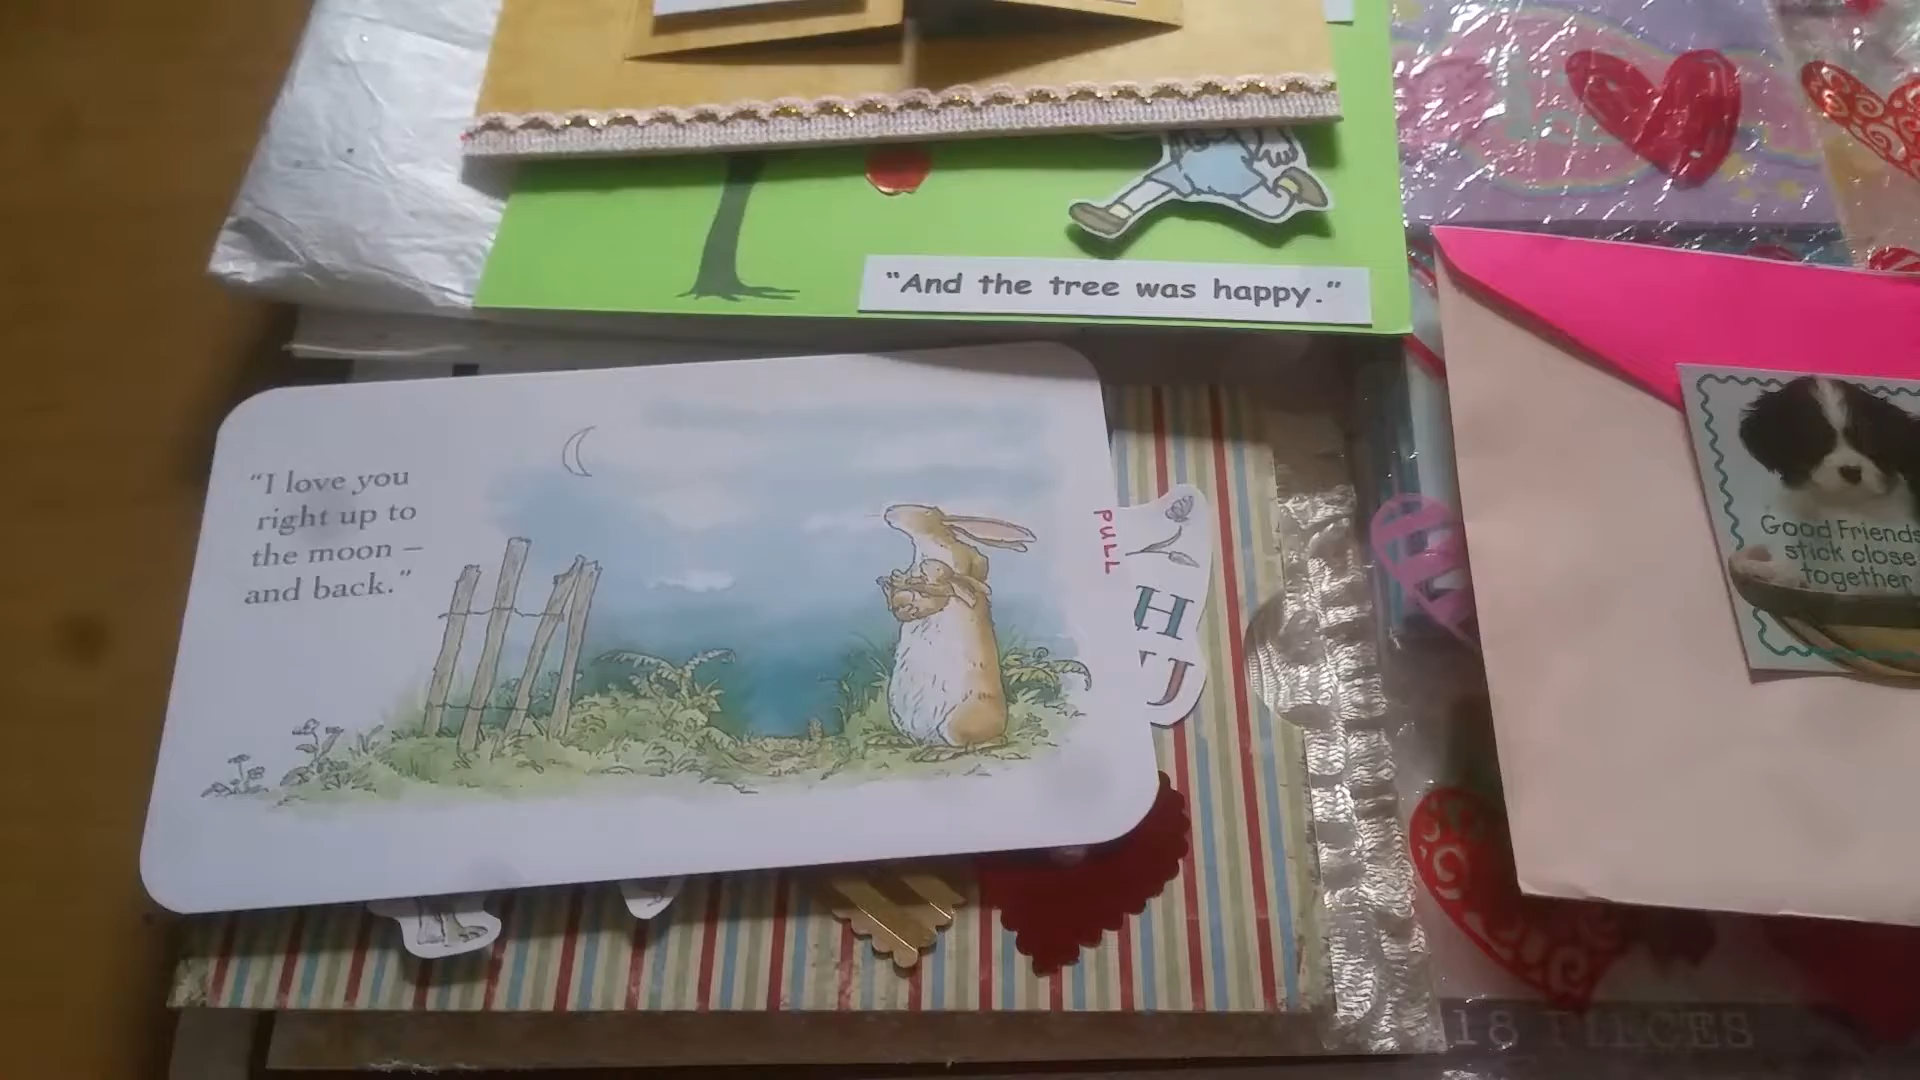 "And the tree was happy."
"I love you
right up to
the moon –
and back."
PULL
H
Good Friends
stick close
together
18 PIECES